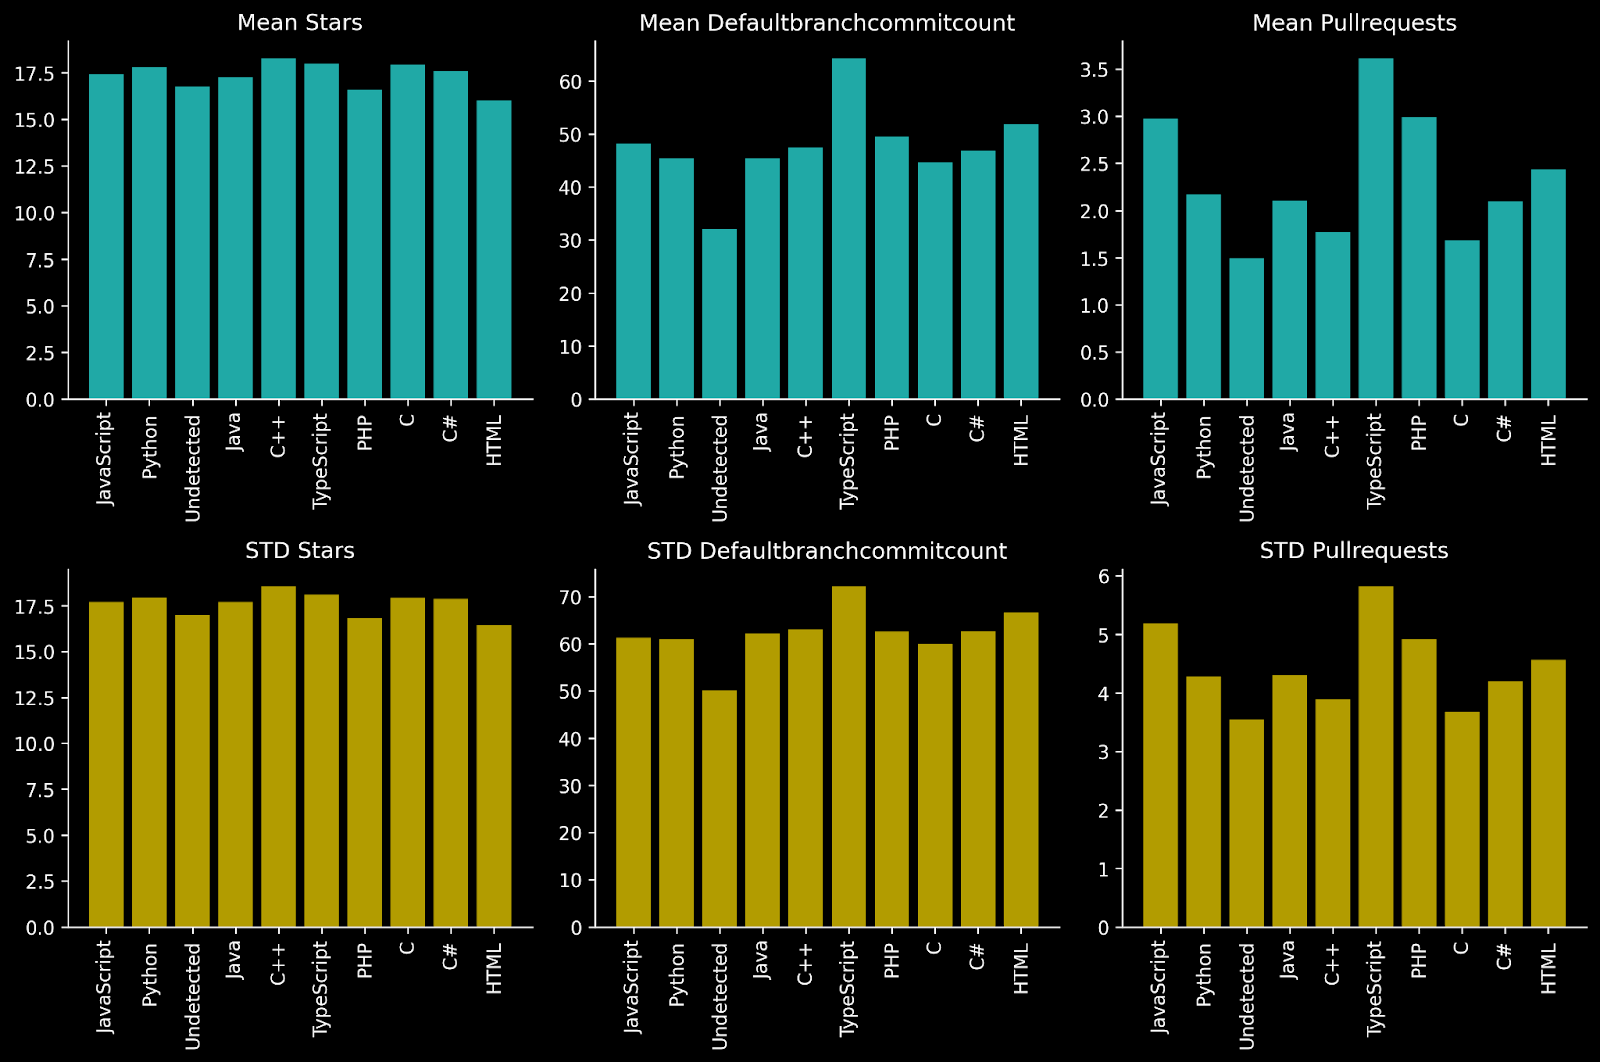 Mean Stars
17.5
15.0
12.5
10.0
7.5
5.0
2.5
0.0
JavaScript
Python
Undetected
Java
C++
TypeScript
PHP
C
C#
HTML
Mean Defaultbranchcommitcount
60
50
40
30
20
10
0
JavaScript
Python
Undetected
Java
C++
TypeScript
PHP
C
C#
HTML
Mean Pullrequests
3.5
3.0
2.5
2.0
1.5
1.0
0.5
0.0
JavaScript
Python
Undetected
Java
C++
TypeScript
PHP
C
C#
HTML
STD Stars
17.5
15.0
12.5
10.0
7.5
5.0
2.5
0.0
JavaScript
Python
Undetected
Java
C++
TypeScript
PHP
C
C#
HTML
STD Defaultbranchcommitcount
70
60
50
40
30
20
10
0
JavaScript
Python
Undetected
Java
C++
TypeScript
PHP
C
C#
HTML
STD Pullrequests
6
5
4
3
2
1
0
JavaScript
Python
Undetected
Java
C++
TypeScript
PHP
C
C#
HTML